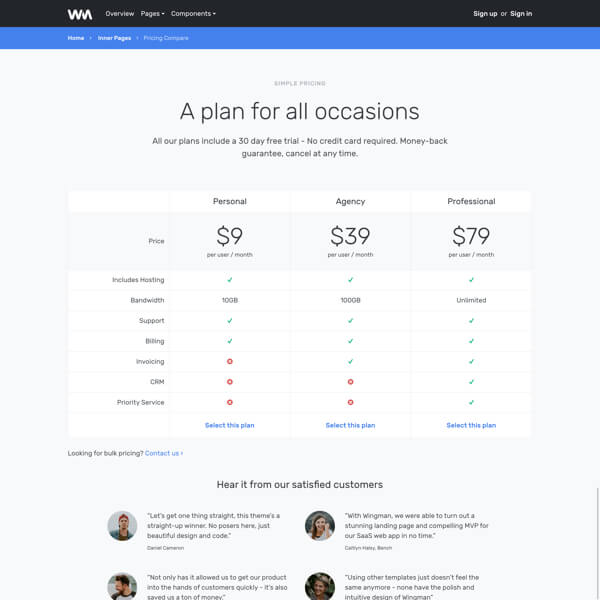 WM Overview Pages Components Sign up or Sign in
Home › Inner Pages › Pricing Compare
SIMPLE PRICING
A plan for all occasions
All our plans include a 30 day free trial - No credit card required. Money-back
guarantee, cancel at any time.
Personal Agency Professional
Price $9 $39 $79
per user / month per user / month per user / month
Includes Hosting
Bandwidth 10GB 100GB Unlimited
Support
Billing
Invoicing
CRM
Priority Service
Select this plan Select this plan Select this plan
Looking for bulk pricing? Contact us ›
Hear it from our satisfied customers
"Let's get one thing straight, this theme's a
straight-up winner. No posers here, just
beautiful design and code."
Daniel Cameron
"With Wingman, we were able to turn out a
stunning landing page and compelling MVP for
our SaaS web app in no time."
Caitlyn Halsy, Bench
"Not only has it allowed us to get our product
into the hands of customers quickly - it's also
saved us a ton of money."
"Using other templates just doesn't feel the
same anymore - none have the polish and
intuitive design of Wingman"